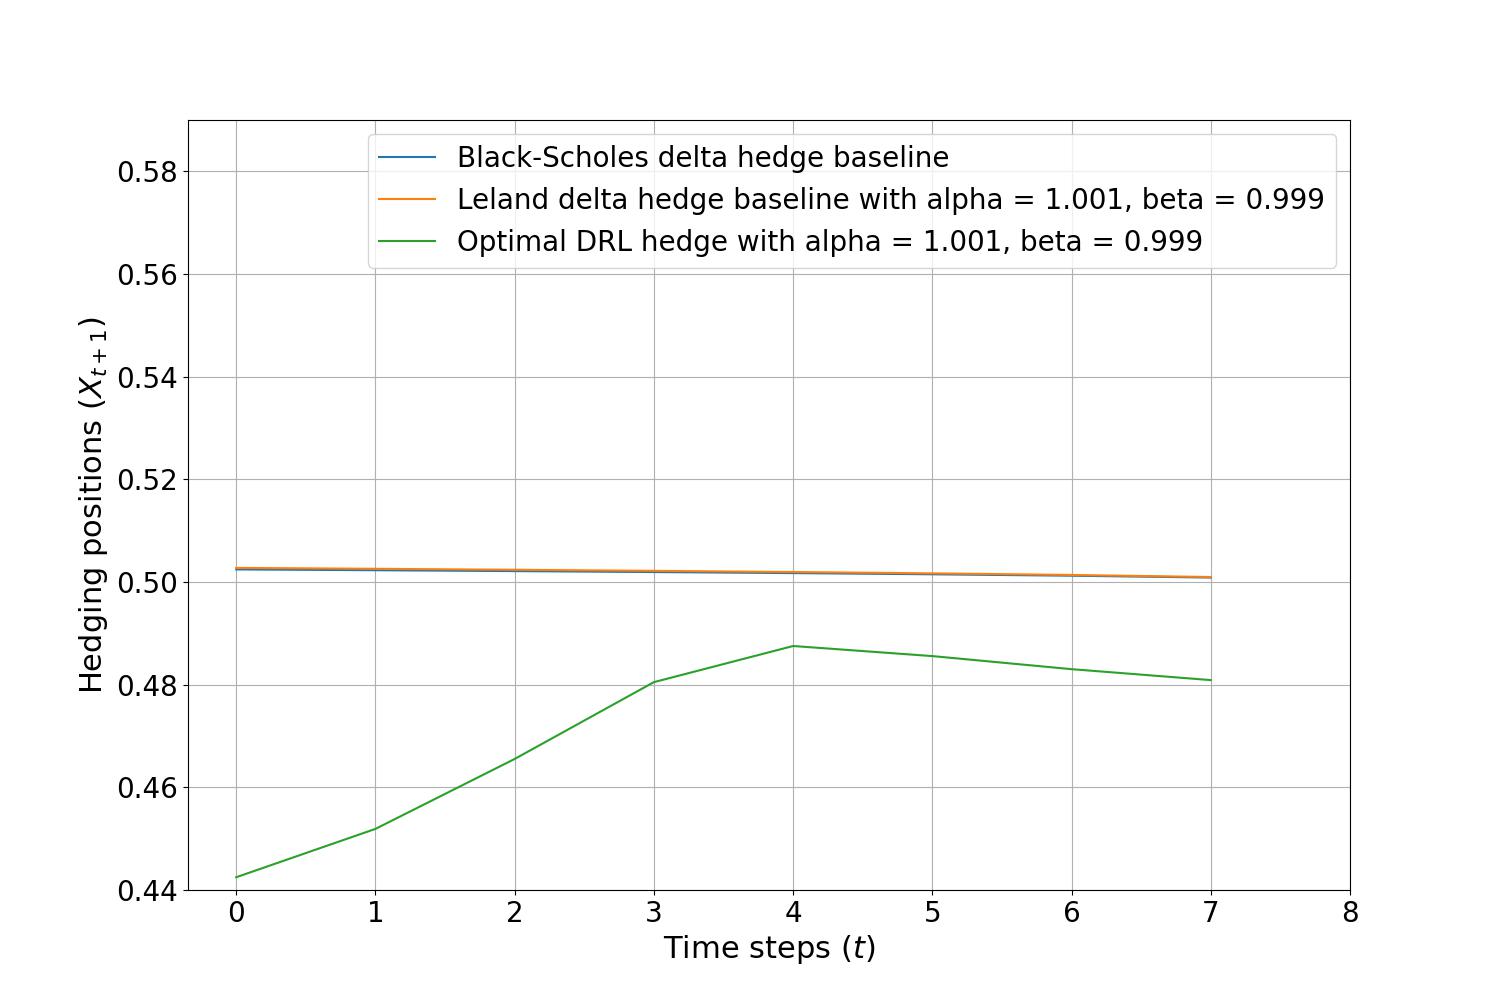 Black-Scholes delta hedge baseline
Leland delta hedge baseline with alpha = 1.001, beta = 0.999
Optimal DRL hedge with alpha = 1.001, beta = 0.999
Hedging positions (X_{t+1})
0.58
0.56
0.54
0.52
0.50
0.48
0.46
0.44
0 1 2 3 4 5 6 7 8
Time steps (t)